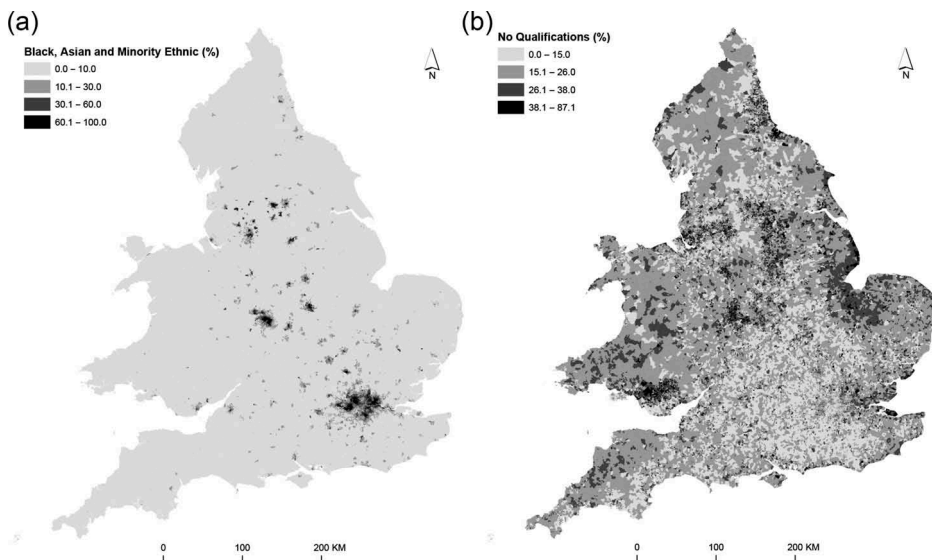 (a)
Black, Asian and Minority Ethnic (%)
0.0 – 10.0
10.1 – 30.0
30.1 – 60.0
60.1 – 100.0
N
0 100 200 KM
(b)
No Qualifications (%)
0.0 – 15.0
15.1 – 26.0
26.1 – 38.0
38.1 – 87.1
N
0 100 200 KM